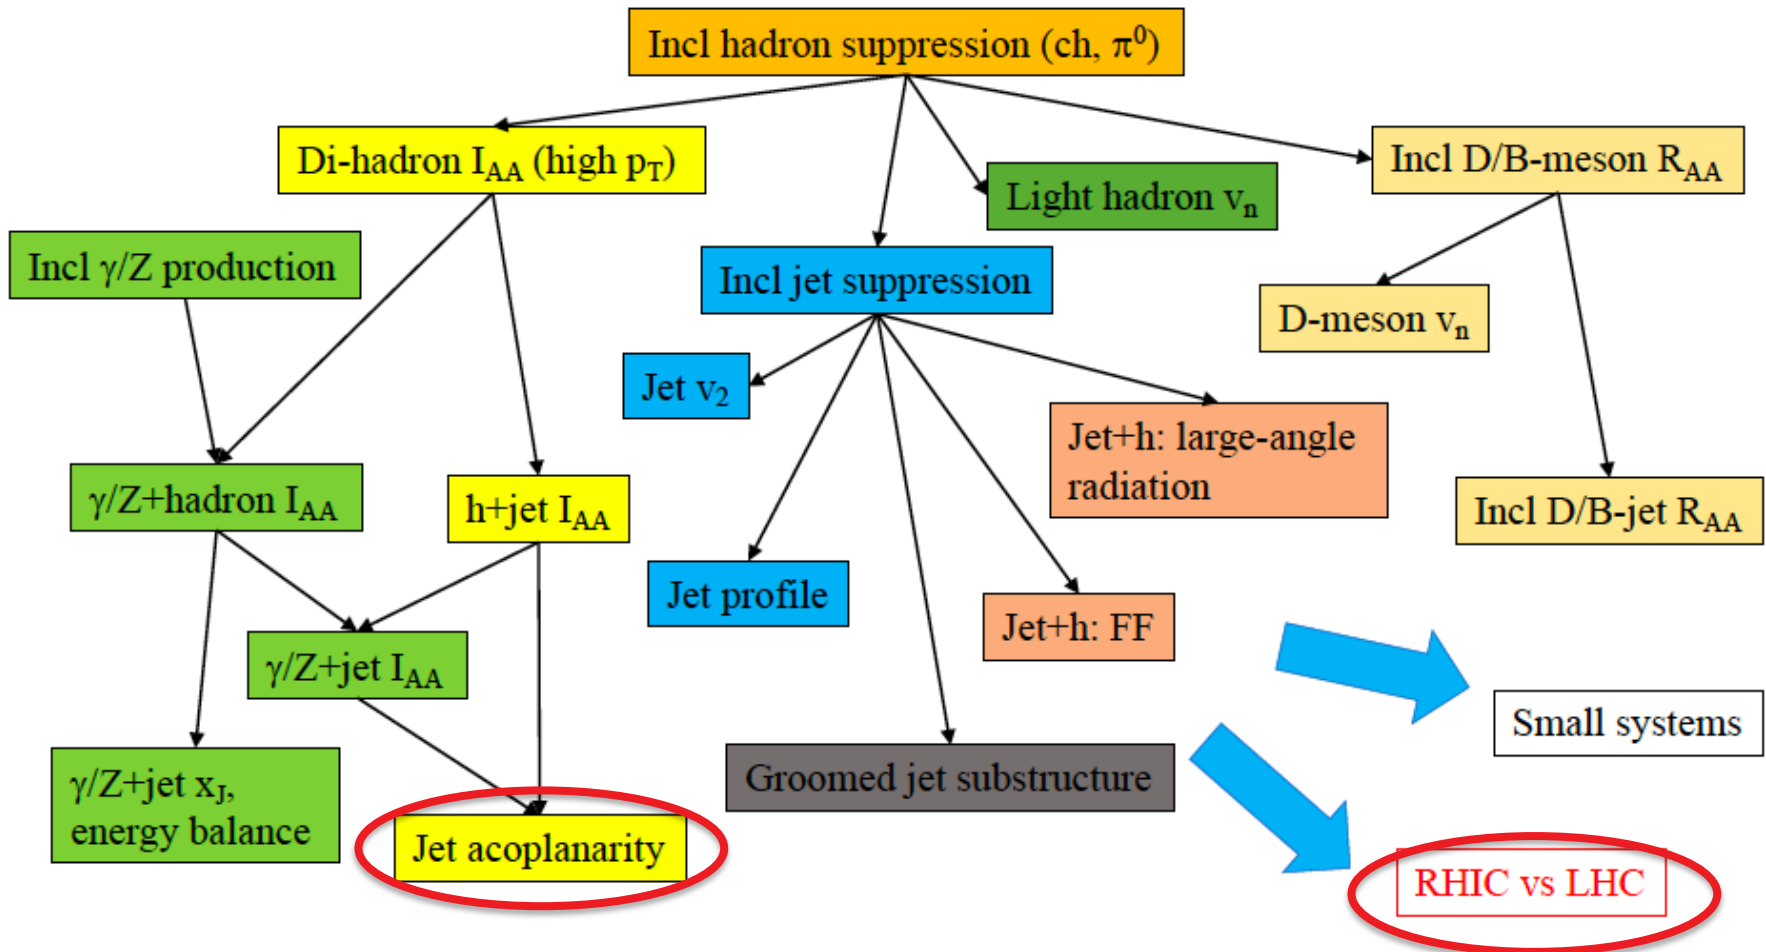 Incl hadron suppression (ch, π⁰)
Di-hadron I_AA (high p_T)
Incl D/B-meson R_AA
Light hadron v_n
Incl γ/Z production
Incl jet suppression
D-meson v_n
Jet v₂
Jet+h: large-angle
radiation
γ/Z+hadron I_AA
h+jet I_AA
Incl D/B-jet R_AA
Jet profile
Jet+h: FF
γ/Z+jet I_AA
Small systems
γ/Z+jet x_J,
energy balance
Groomed jet substructure
Jet acoplanarity
RHIC vs LHC